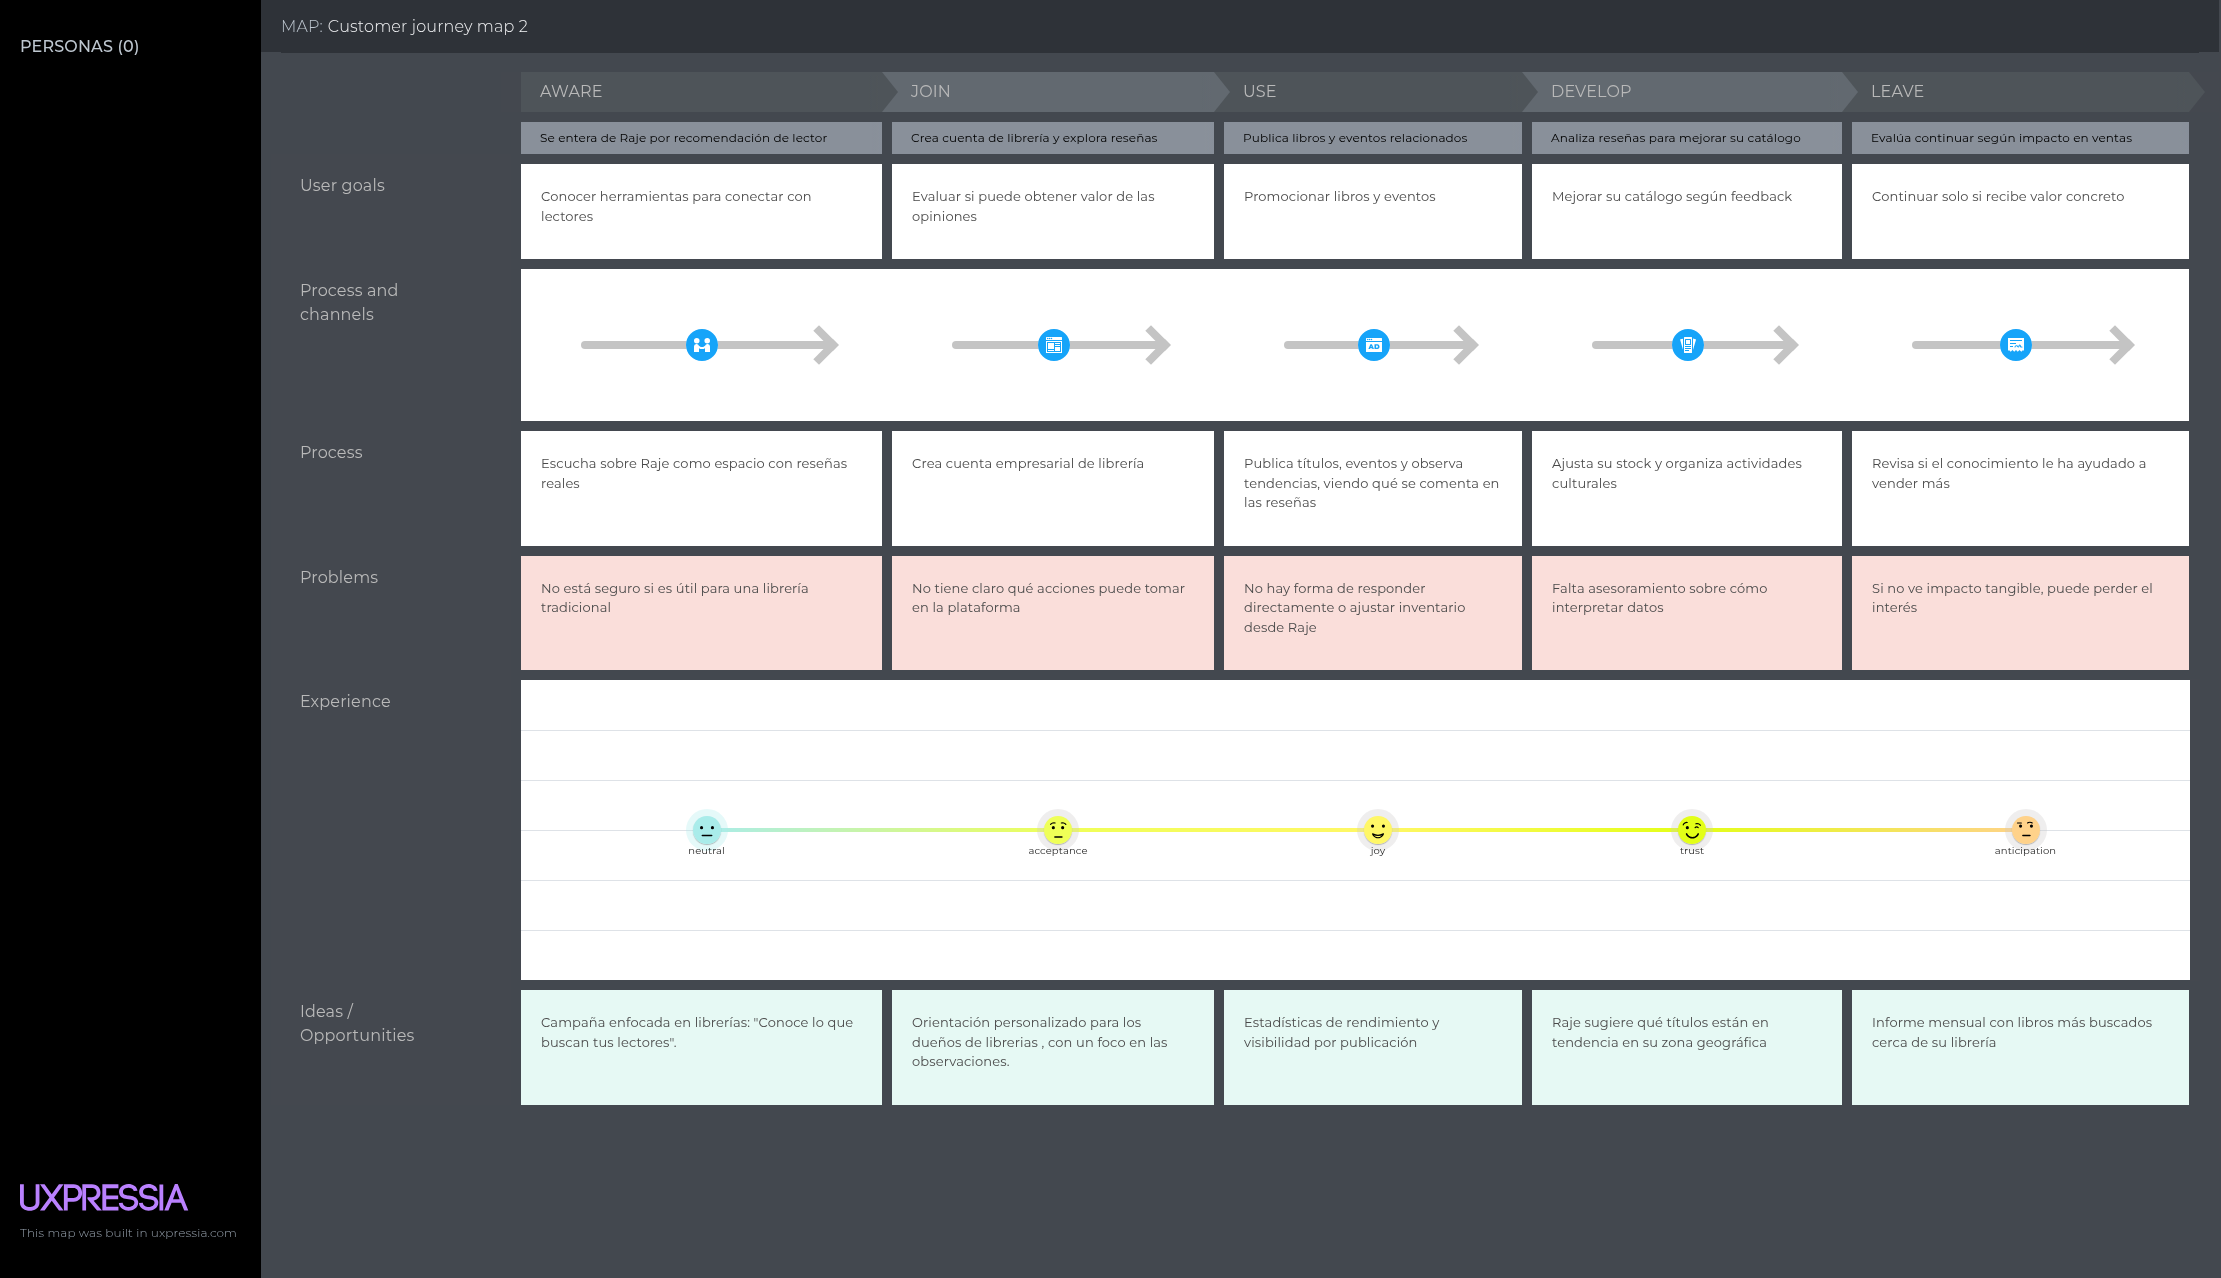 PERSONAS (0)
MAP: Customer journey map 2
AWARE
JOIN
USE
DEVELOP
LEAVE
Se entera de Raje por recomendación de lector
Crea cuenta de librería y explora reseñas
Publica libros y eventos relacionados
Analiza reseñas para mejorar su catálogo
Evalúa continuar según impacto en ventas
User goals
Conocer herramientas para conectar con
lectores
Evaluar si puede obtener valor de las
opiniones
Promocionar libros y eventos
Mejorar su catálogo según feedback
Continuar solo si recibe valor concreto
Process and
channels
AD
Process
Escucha sobre Raje como espacio con reseñas
reales
Crea cuenta empresarial de librería
Publica títulos, eventos y observa
tendencias, viendo qué se comenta en
las reseñas
Ajusta su stock y organiza actividades
culturales
Revisa si el conocimiento le ha ayudado a
vender más
Problems
No está seguro si es útil para una librería
tradicional
No tiene claro qué acciones puede tomar
en la plataforma
No hay forma de responder
directamente o ajustar inventario
desde Raje
Falta asesoramiento sobre cómo
interpretar datos
Si no ve impacto tangible, puede perder el
interés
Experience
neutral
acceptance
joy
trust
anticipation
Ideas /
Opportunities
Campaña enfocada en librerías: "Conoce lo que
buscan tus lectores".
Orientación personalizado para los
dueños de librerias , con un foco en las
observaciones.
Estadísticas de rendimiento y
visibilidad por publicación
Raje sugiere qué títulos están en
tendencia en su zona geográfica
Informe mensual con libros más buscados
cerca de su librería
UXPRESSIA
This map was built in uxpressia.com